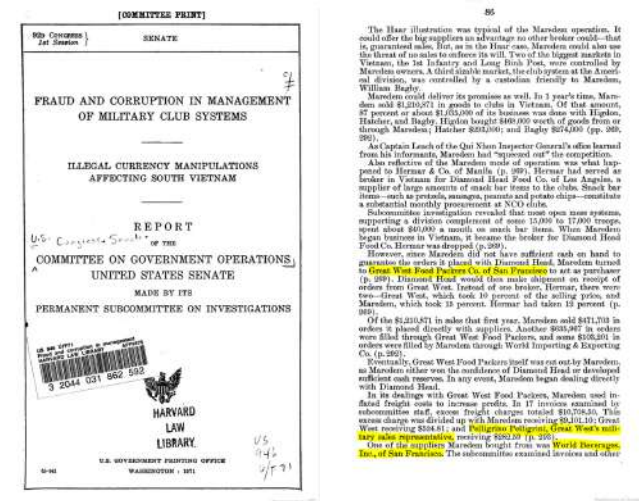 [COMMITTEE PRINT]
92D CONGRESS
1st Session
SENATE
FRAUD AND CORRUPTION IN MANAGEMENT
OF MILITARY CLUB SYSTEMS
ILLEGAL CURRENCY MANIPULATIONS
AFFECTING SOUTH VIETNAM
REPORT
U.S. Congress. Senate.
OF THE
COMMITTEE ON GOVERNMENT OPERATIONS
UNITED STATES SENATE
MADE BY ITS
PERMANENT SUBCOMMITTEE ON INVESTIGATIONS
HARVARD LAW LIBRARY
3 2044 031 862 592
HARVARD
LAW
LIBRARY
U.S. GOVERNMENT PRINTING OFFICE
WASHINGTON : 1971
The Haar illustration was typical of the Maredem operation. It
could offer the big suppliers an advantage no other broker could—that
is, guaranteed sales. But, as in the Haar case, Maredem could also use
the threat of no sales to enforce its will. Two of the biggest markets in
Vietnam, the 1st Infantry and Long Binh Post, were controlled by
Maredem owners. A third sizable market, the club system at the Ameri-
cal division, was controlled by a custodian friendly to Maredem,
William Bagby.
Maredem could deliver its promises as well. In 1 year's time, Mare-
dem sold $1,210,871 in goods to clubs in Vietnam. Of that amount,
87 percent or about $1,035,000 of its business was done with Higdon,
Hatcher, and Bagby. Higdon bought $469,000 worth of goods from or
through Maredem; Hatcher $293,000; and Bagby $274,000 (pp. 269,
292).
As Captain Leach of the Qui Nhon Inspector General's office learned
from his informants, Maredem had "squeezed out" the competition.
Also reflective of the Maredem mode of operation was what hap-
pened to Hermar & Co. of Manila (p. 269). Hermar had served as
broker in Vietnam for Diamond Head Food Co. of Los Angeles, a
supplier of large amounts of snack bar items to the clubs. Snack bar
items—such as pretzels, sausages, peanuts and potato chips—constitute
a substantial monthly procurement at NCO clubs.
Subcommittee investigation revealed that most open mess systems,
supporting a division complement of some 15,000 to 17,000 troops,
spent about $40,000 a month on snack bar items. When Maredem
began business in Vietnam, it became the broker for Diamond Head
Food Co. Hermar was dropped (p. 269).
However, since Maredem did not have sufficient cash on hand to
guarantee the orders it placed with Diamond Head, Maredem turned
to Great West Food Packers Co. of San Francisco to act as purchaser
(p. 269). Diamond Head would then make shipment on receipt of
orders from Great West. Instead of one broker, Hermar, there were
two—Great West, which took 10 percent of the selling price, and
Maredem, which took 15 percent. Hermar had taken 12 percent (p.
269).
Of the $1,210,871 in sales that first year, Maredem sold $471,703 in
orders it placed directly with suppliers. Another $635,967 in orders
were filled through Great West Food Packers, and some $103,201 in
orders were filled by Maredem through World Importing & Exporting
Co. (p. 292).
Eventually, Great West Food Packers itself was cut out by Maredem,
as Maredem either won the confidence of Diamond Head or developed
sufficient cash reserves. In any event, Maredem began dealing directly
with Diamond Head.
In its dealings with Great West Food Packers, Maredem used in-
flated freight costs to increase profits. In 17 invoices examined by
subcommittee staff, excess freight charges totaled $10,768.50. This
excess charge was divided up with Maredem receiving $9,101.10; Great
West receiving and Pelligrino Pelligrini, Great West's mili-
tary sales representative, receiving
One of the suppliers Maredem bought from was World Beverages,
Inc., of San Francisco. The subcommittee examined invoices and other